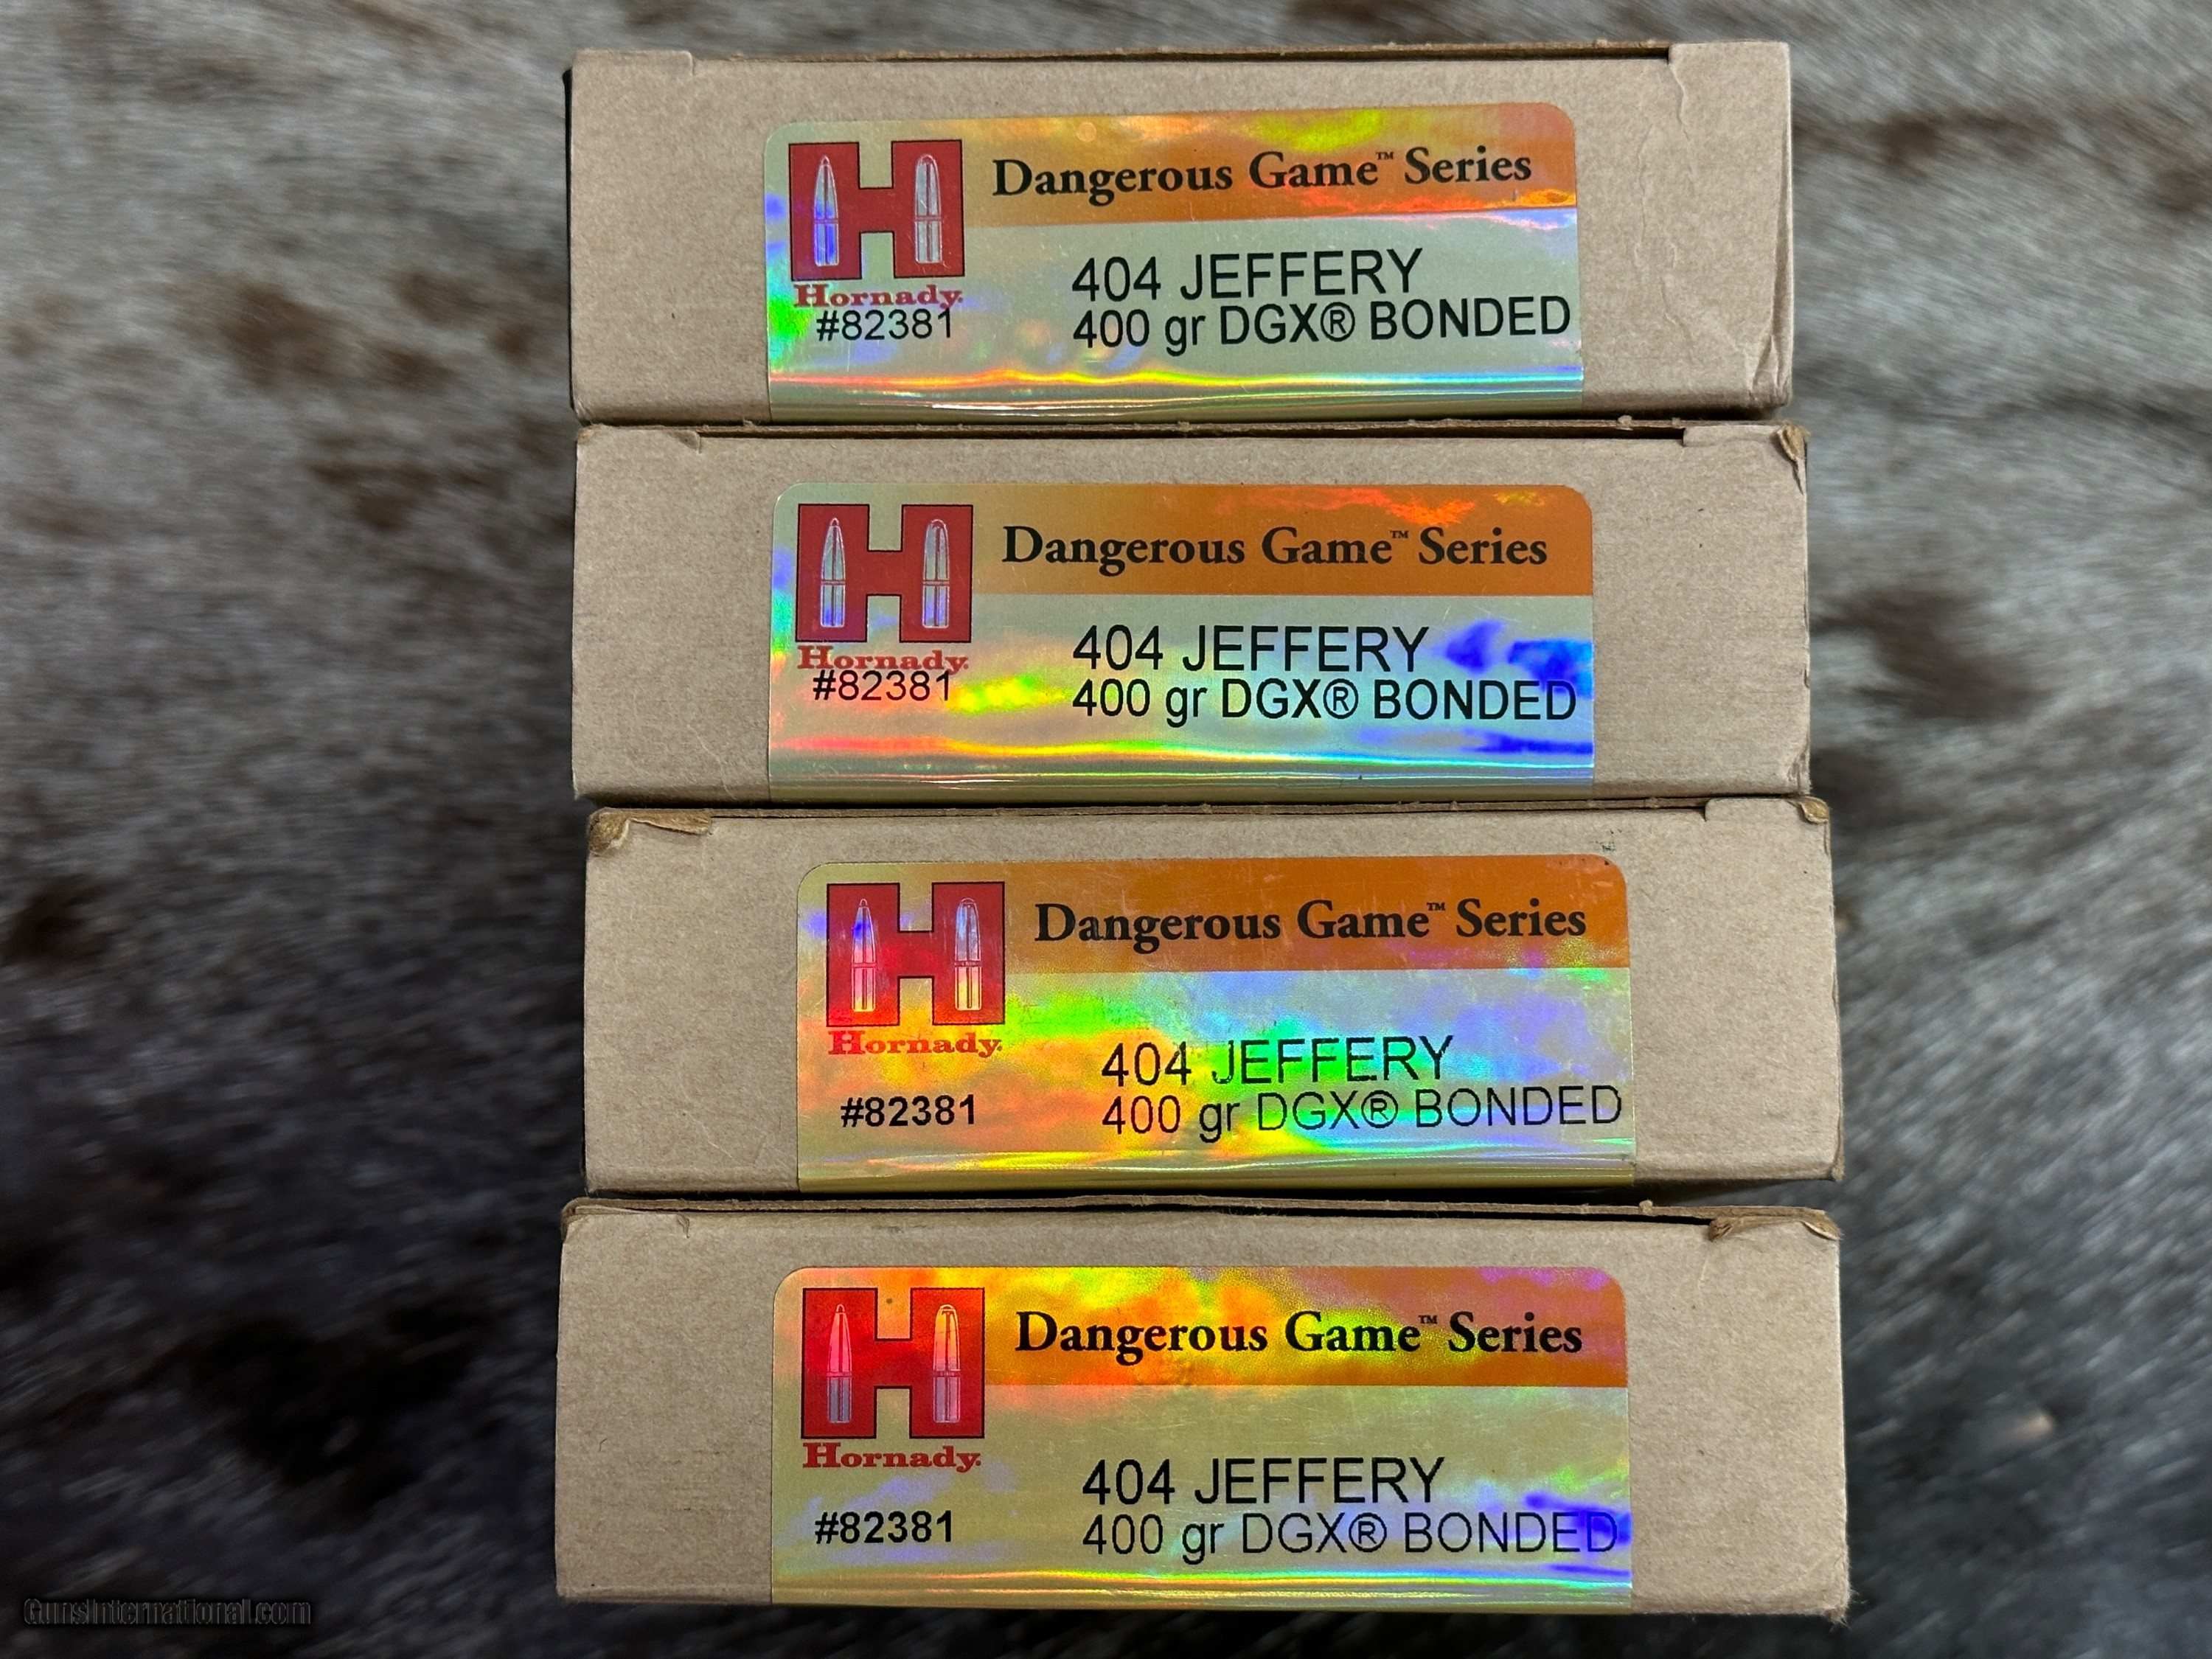 Dangerous Game™ Series
Hornady.
#82381
404 JEFFERY
400 gr DGX® BONDED
Dangerous Game™ Series
Hornady.
#82381
404 JEFFERY
400 gr DGX® BONDED
Dangerous Game™ Series
Hornady.
#82381
404 JEFFERY
400 gr DGX® BONDED
Dangerous Game™ Series
Hornady.
#82381
404 JEFFERY
400 gr DGX® BONDED
GunsInternational.com